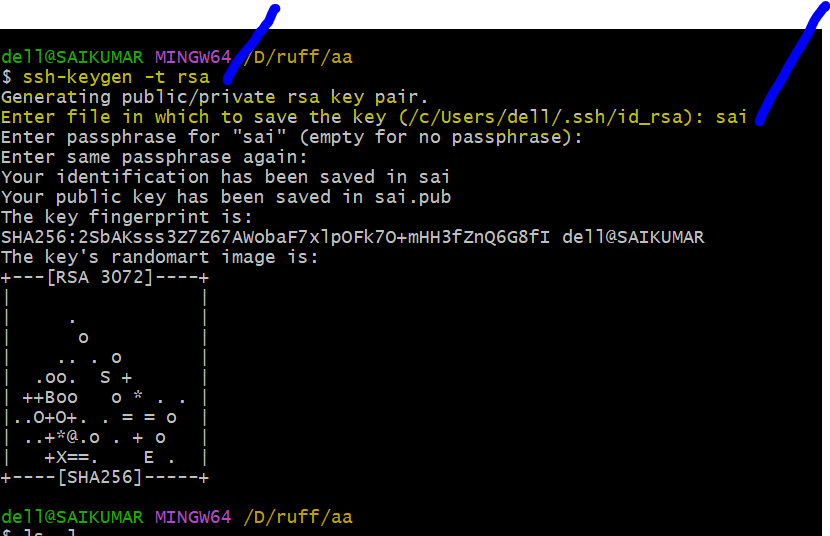 dell@SAIKUMAR MINGW64 /D/ruff/aa
$ ssh-keygen -t rsa
Generating public/private rsa key pair.
Enter file in which to save the key (/c/Users/dell/.ssh/id_rsa): sai
Enter passphrase for "sai" (empty for no passphrase):
Enter same passphrase again:
Your identification has been saved in sai
Your public key has been saved in sai.pub
The key fingerprint is:
SHA256:2SbAKsss3Z7Z67AWobaF7xlpOFk7O+mHH3fZnQ6G8fI dell@SAIKUMAR
The key's randomart image is:
+---[RSA 3072]----+
|                 |
|     .           |
|      o          |
|    .. . o       |
|  .oo.  S +      |
| ++Boo   o * . . |
|..O+O+. . = = o  |
| ..+*@.o . + o   |
|   +X==.    E .  |
+----[SHA256]-----+
dell@SAIKUMAR MINGW64 /D/ruff/aa